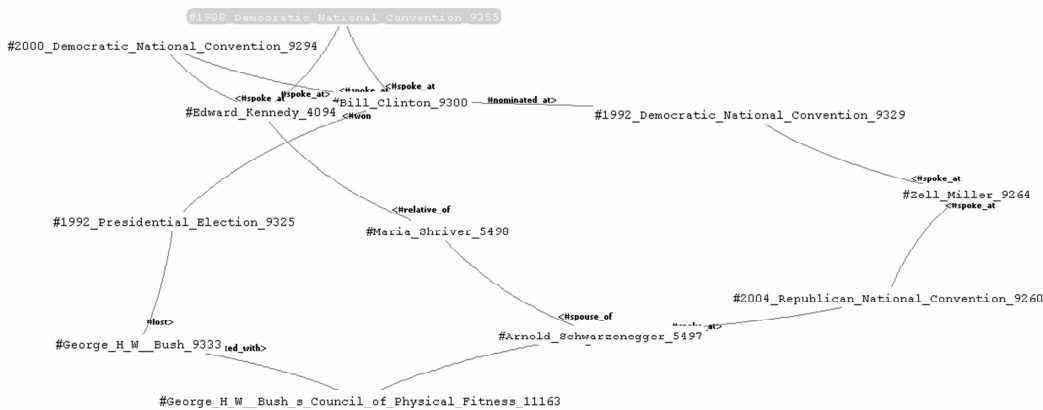 #1988_Democratic_National_Convention_9355
#2000_Democratic_National_Convention_9294
<#spoke_at
<#spoke_at
#spoke_at>
#Bill_Clinton_9300
#nominated_at>
#Edward_Kennedy_4094
<#won
#1992_Democratic_National_Convention_9329
<#spoke_at
#Zell_Miller_9264
<#spoke_at
<#relative_of
#1992_Presidential_Election_9325
#Maria_Shriver_5498
#2004_Republican_National_Convention_9260
#lost>
<#spouse_of
#Arnold_Schwarzenegger_5497
#George_H_W__Bush_9333
ted_with>
#George_H_W__Bush_s_Council_of_Physical_Fitness_11163